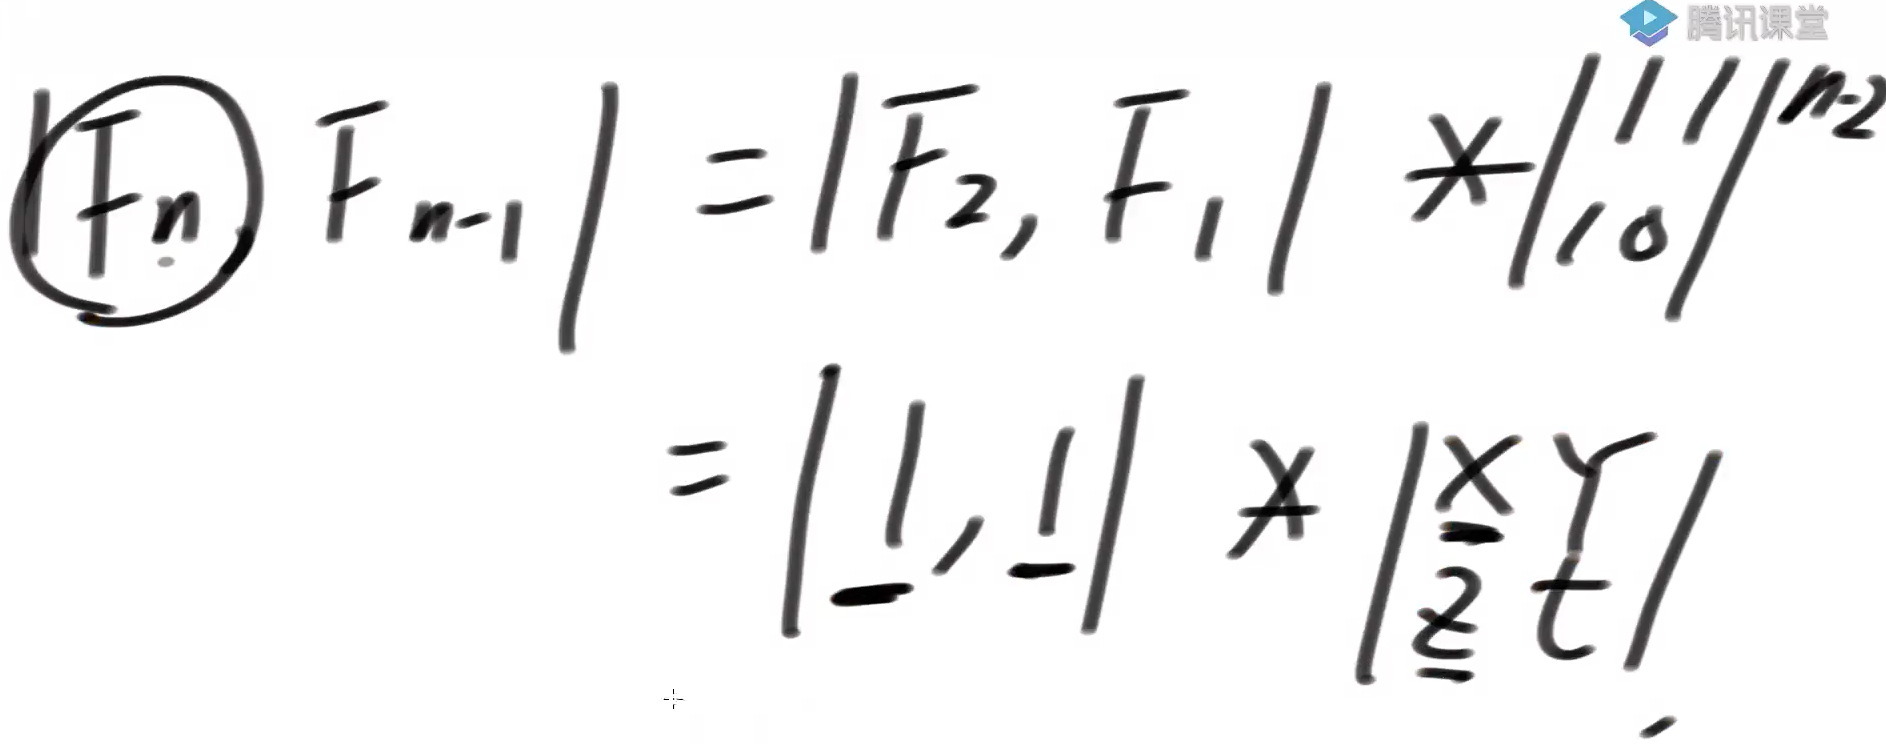 腾讯课堂
|Fn Fn-1| = |F2, F1| * |1 1|^n-2
|1 0|
= |1, 1| * |X Y|
|Z t|